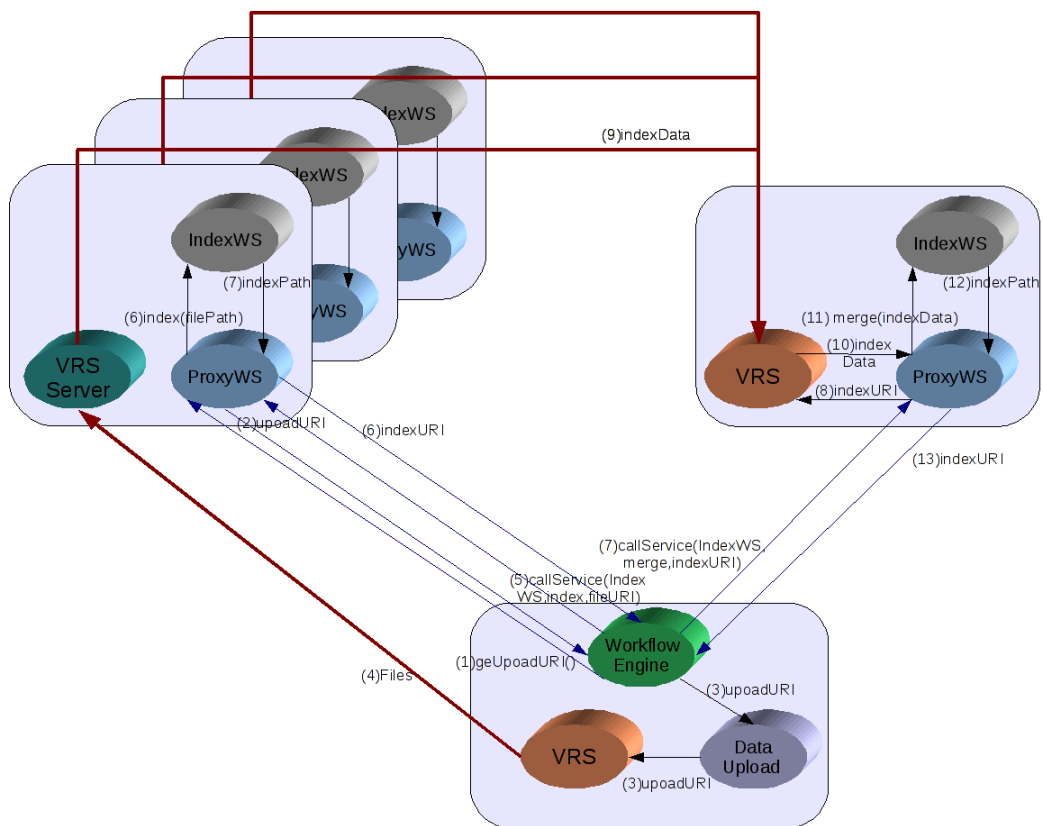 IndexWS
(9)indexData
IndexWS
ProxyWS
IndexWS
(7)indexPath
ProxyWS
(6)index(filePath)
VRS
Server
ProxyWS
(2)upoadURI
(6)indexURI
IndexWS
(12)indexPath
(11) merge(indexData)
(10)index
Data
VRS
ProxyWS
(8)indexURI
(13)indexURI
(7)callService(IndexWS,
merge,indexURI)
(5)callService(Index
WS,index,fileURI)
(1)geUpoadURI()
Workflow
Engine
(4)Files
(3)upoadURI
VRS
Data
Upload
(3)upoadURI